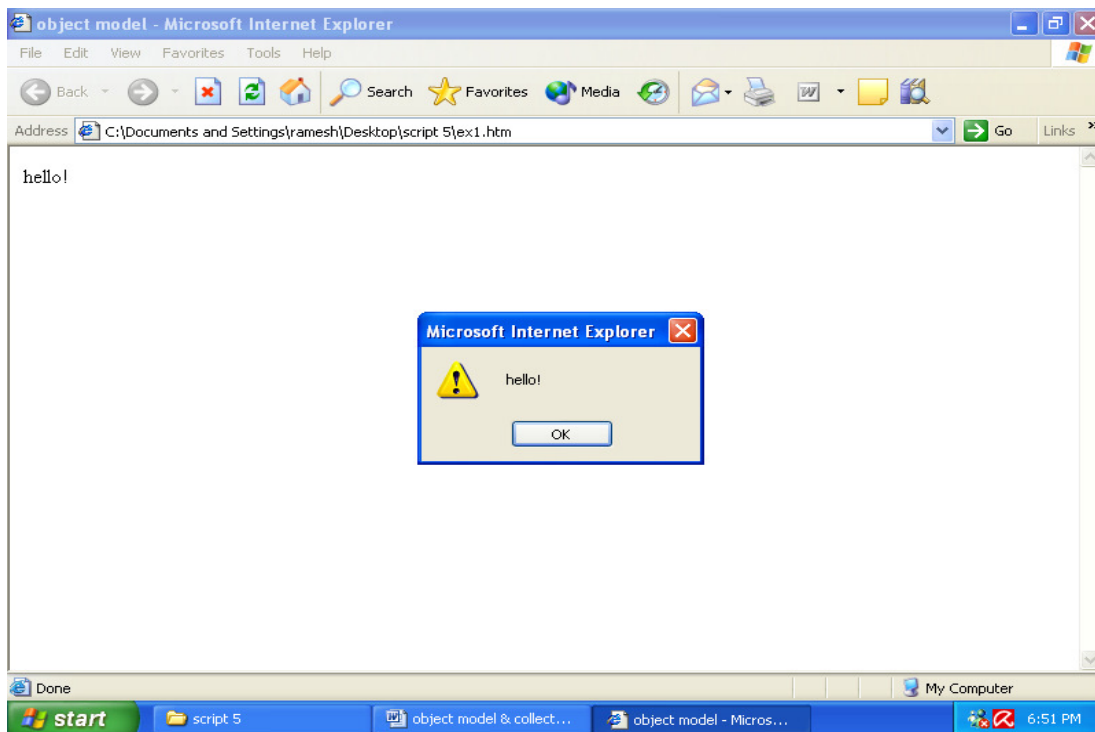 object model - Microsoft Internet Explorer
File Edit View Favorites Tools Help
Back Search Favorites Media
Address C:\Documents and Settings\ramesh\Desktop\script 5\ex1.htm Go Links »
hello!
Microsoft Internet Explorer
hello!
OK
Done My Computer
start script 5 object model & collect... object model - Micros... 6:51 PM